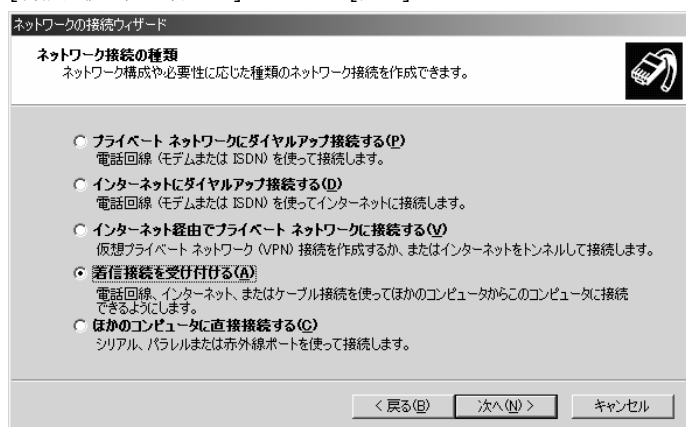 ネットワークの接続ウィザード
ネットワーク接続の種類
ネットワーク構成や必要性に応じた種類のネットワーク接続を作成できます。
プライベート ネットワークにダイヤルアップ接続する(P)
電話回線 (モデムまたは ISDN) を使って接続します。
インターネットにダイヤルアップ接続する(D)
電話回線 (モデムまたは ISDN) を使ってインターネットに接続します。
インターネット経由でプライベート ネットワークに接続する(V)
仮想プライベート ネットワーク (VPN) 接続を作成するか、またはインターネットをトンネルして接続します。
着信接続を受け付ける(A)
電話回線、インターネット、またはケーブル接続を使ってほかのコンピュータからこのコンピュータに接続
できるようにします。
ほかのコンピュータに直接接続する(C)
シリアル、パラレルまたは赤外線ポートを使って接続します。
< 戻る(B) 次へ(N) > キャンセル